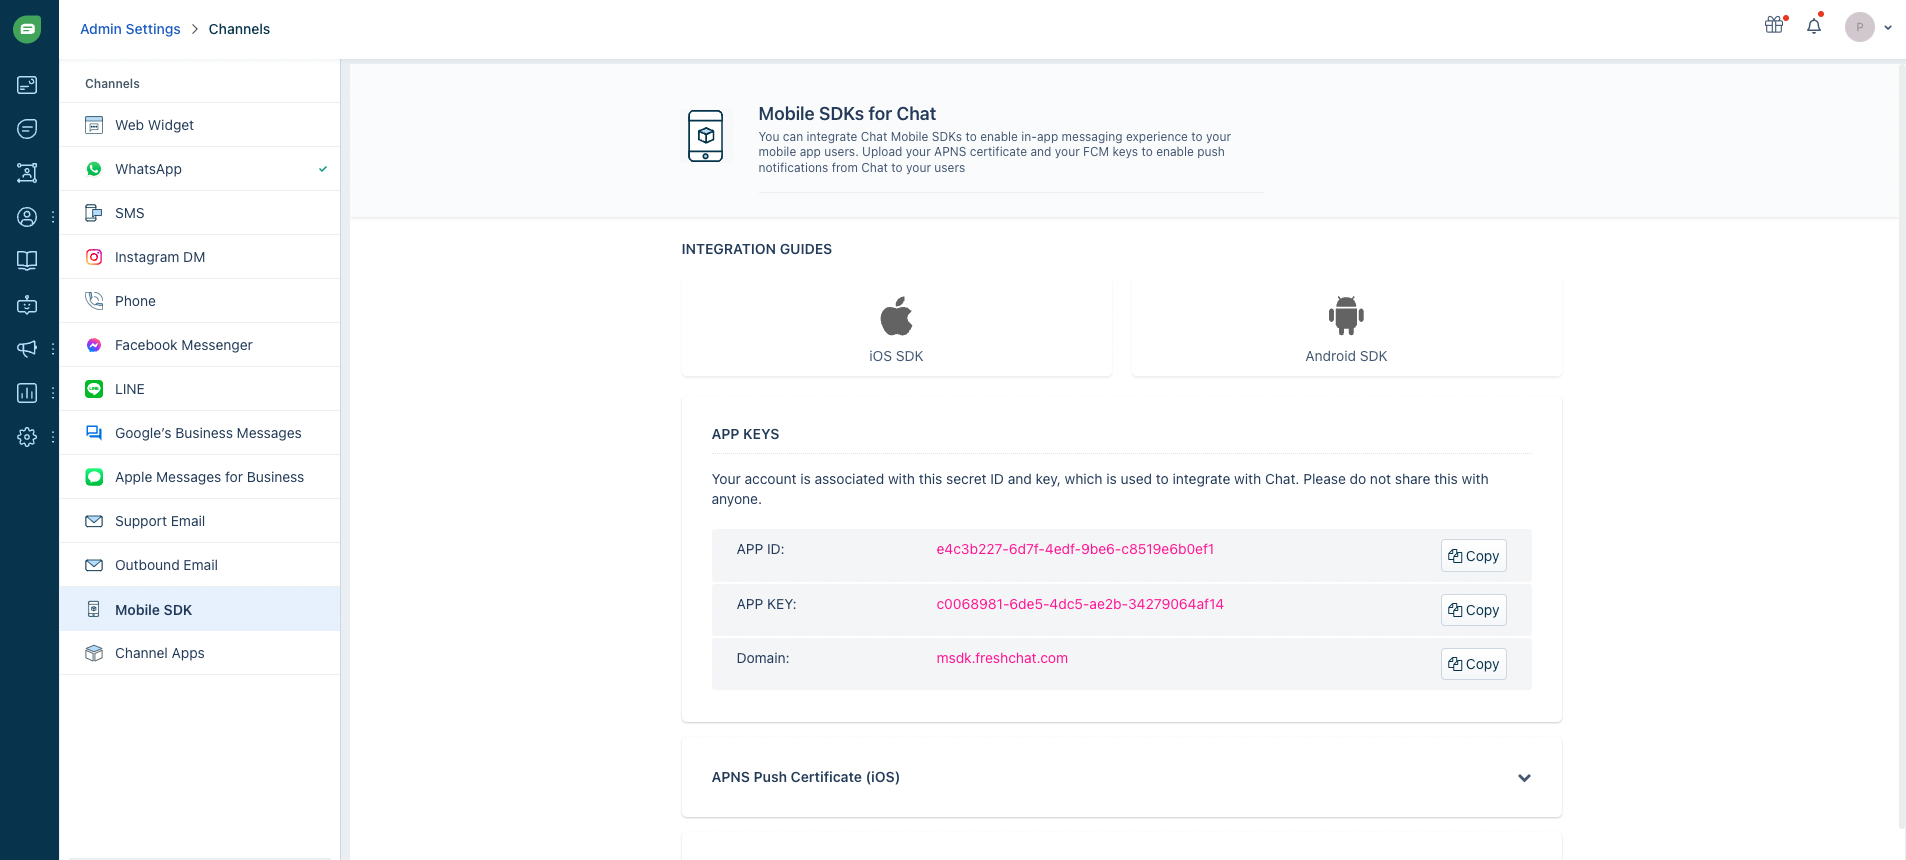 Admin Settings > Channels
P
Channels
Web Widget
WhatsApp
SMS
Instagram DM
Phone
Facebook Messenger
LINE
Google's Business Messages
Apple Messages for Business
Support Email
Outbound Email
Mobile SDK
Channel Apps
Mobile SDKs for Chat
You can integrate Chat Mobile SDKs to enable in-app messaging experience to your
mobile app users. Upload your APNS certificate and your FCM keys to enable push
notifications from Chat to your users
INTEGRATION GUIDES
iOS SDK
Android SDK
APP KEYS
Your account is associated with this secret ID and key, which is used to integrate with Chat. Please do not share this with
anyone.
APP ID: e4c3b227-6d7f-4edf-9be6-c8519e6b0ef1 Copy
APP KEY: c0068981-6de5-4dc5-ae2b-34279064af14 Copy
Domain: msdk.freshchat.com Copy
APNS Push Certificate (iOS)